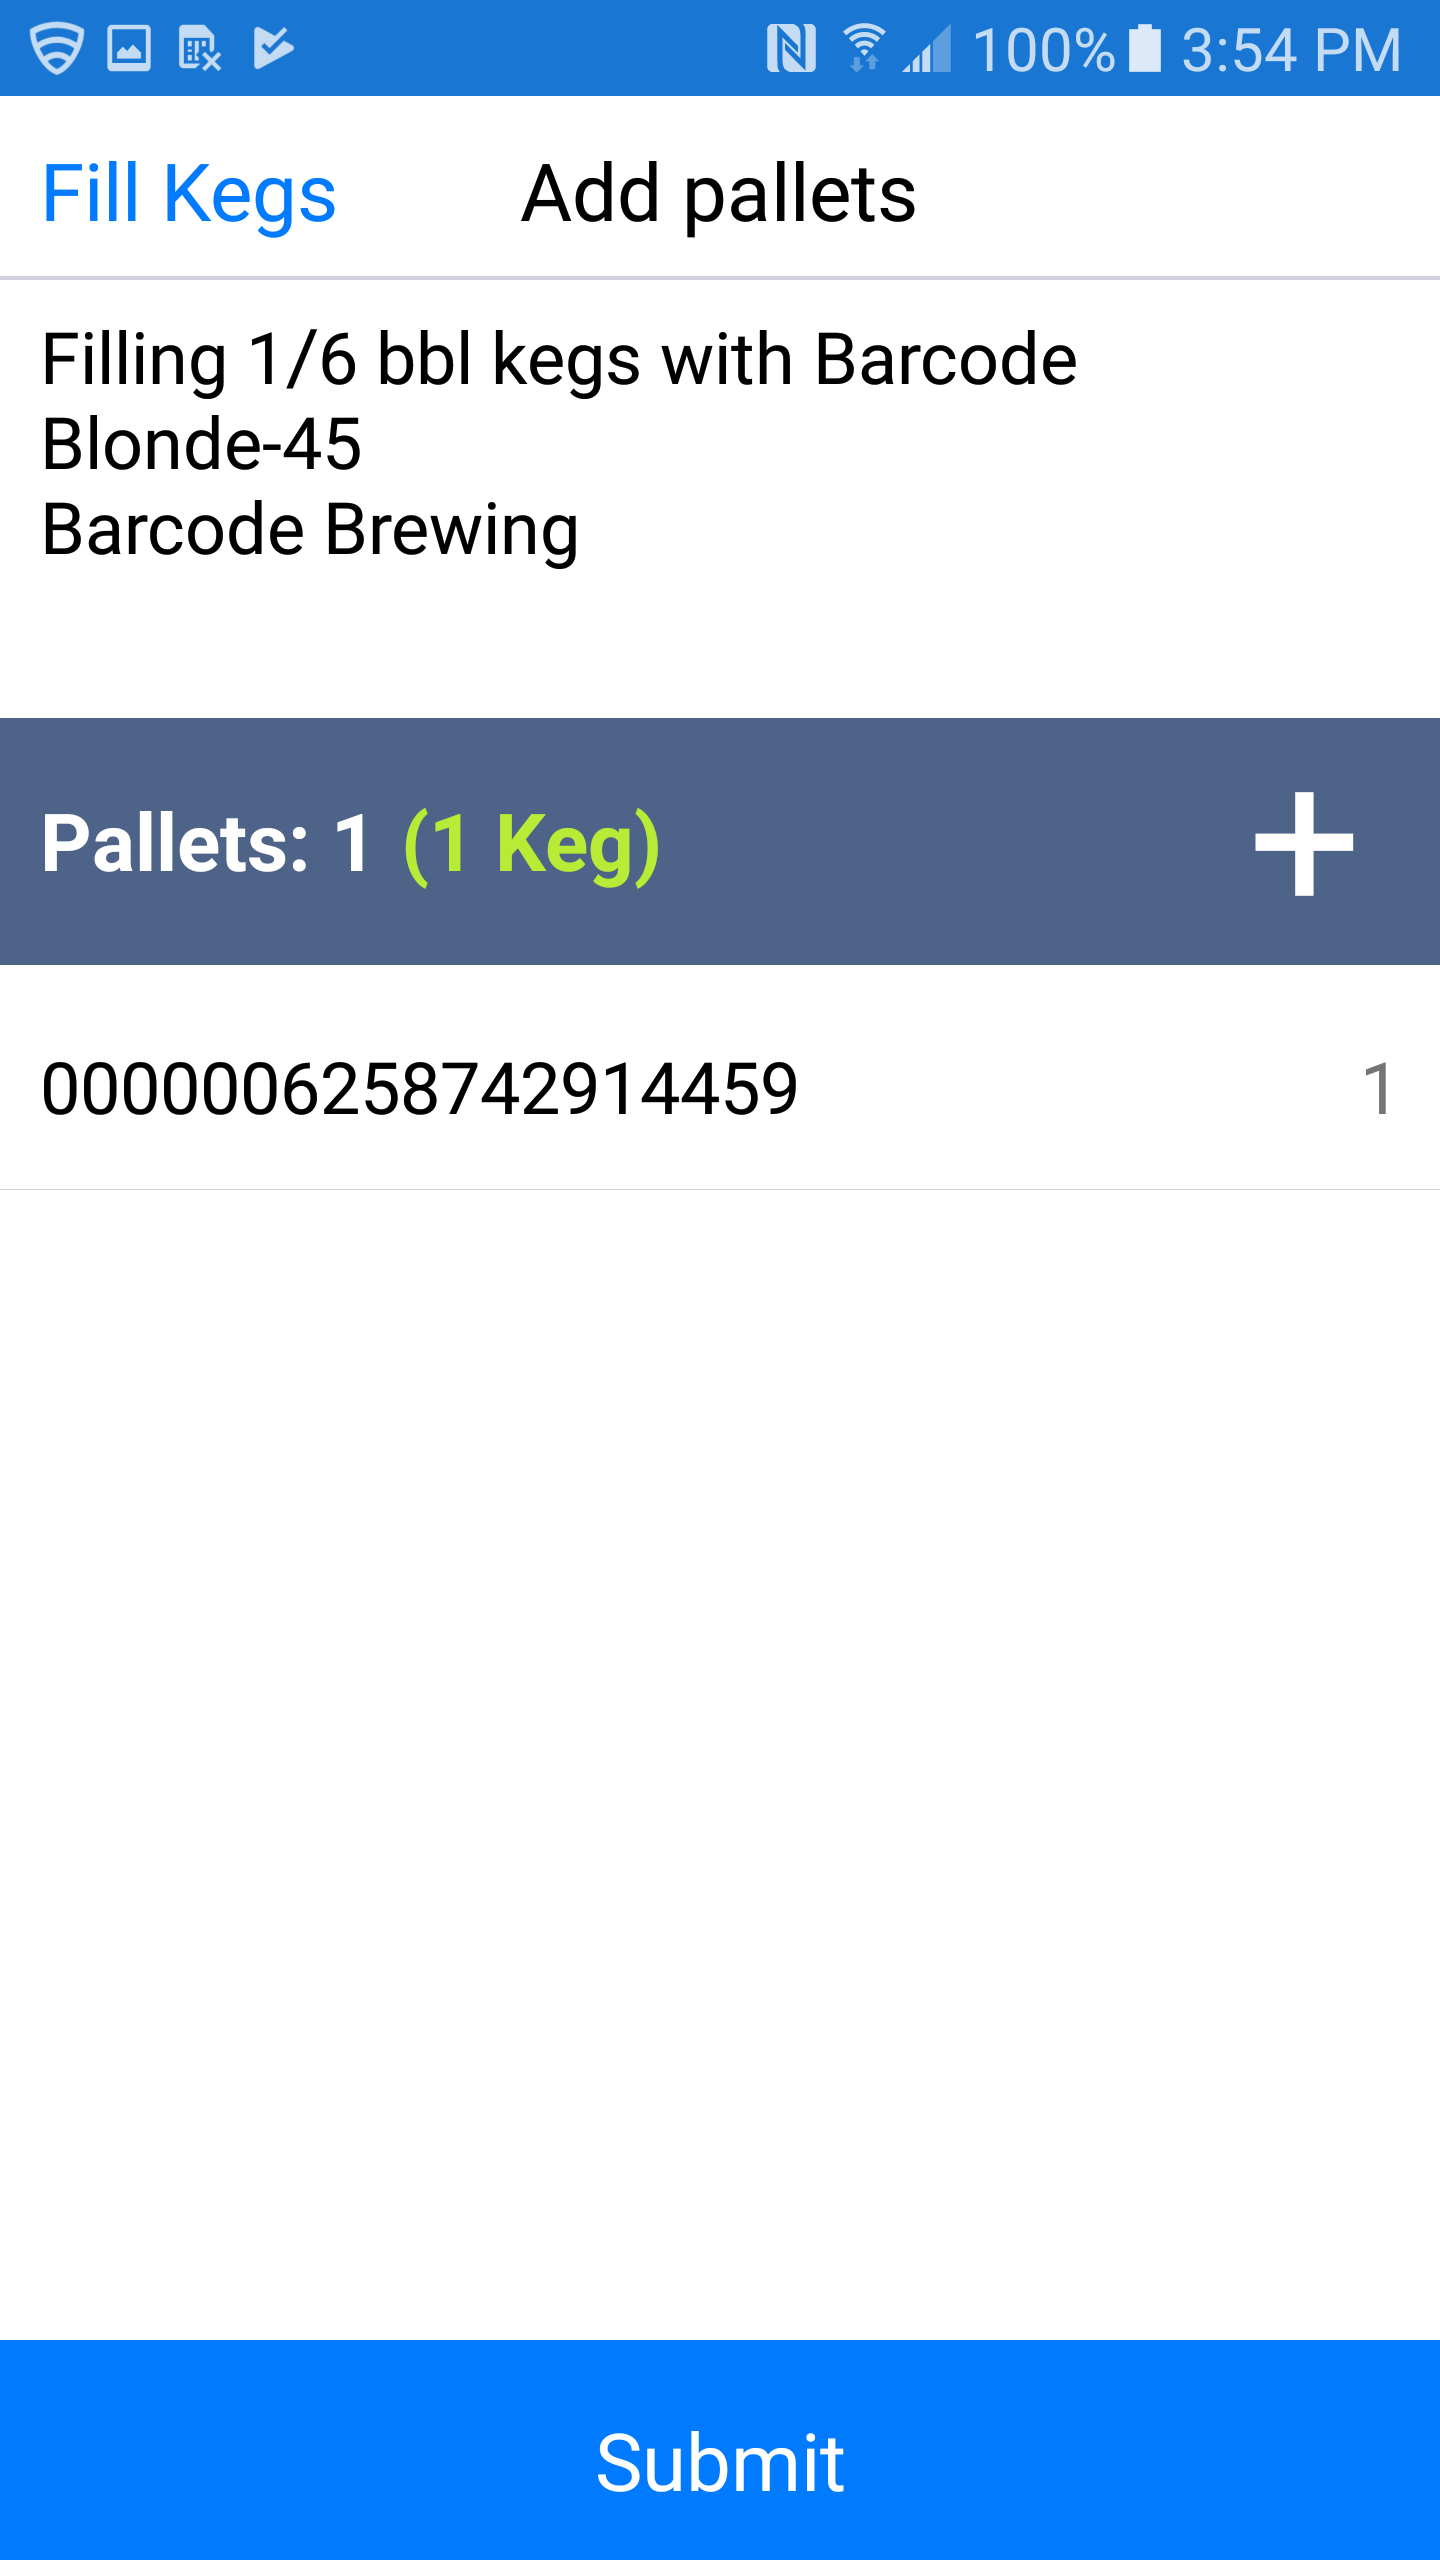 100% 3:54 PM
Fill Kegs Add pallets
Filling 1/6 bbl kegs with Barcode
Blonde-45
Barcode Brewing
Pallets: 1 (1 Keg) +
0000006258742914459 1
Submit